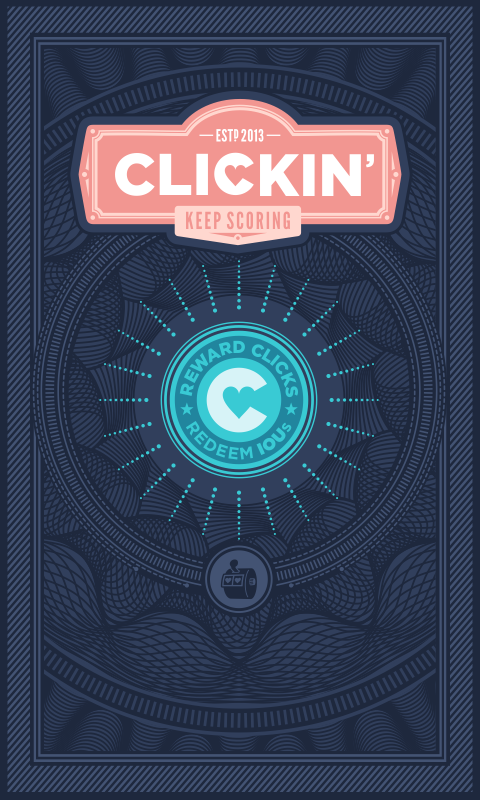 ESTD 2013
CLICKIN’
KEEP SCORING
REWARD CLICKS
C
REDEEM IOUs